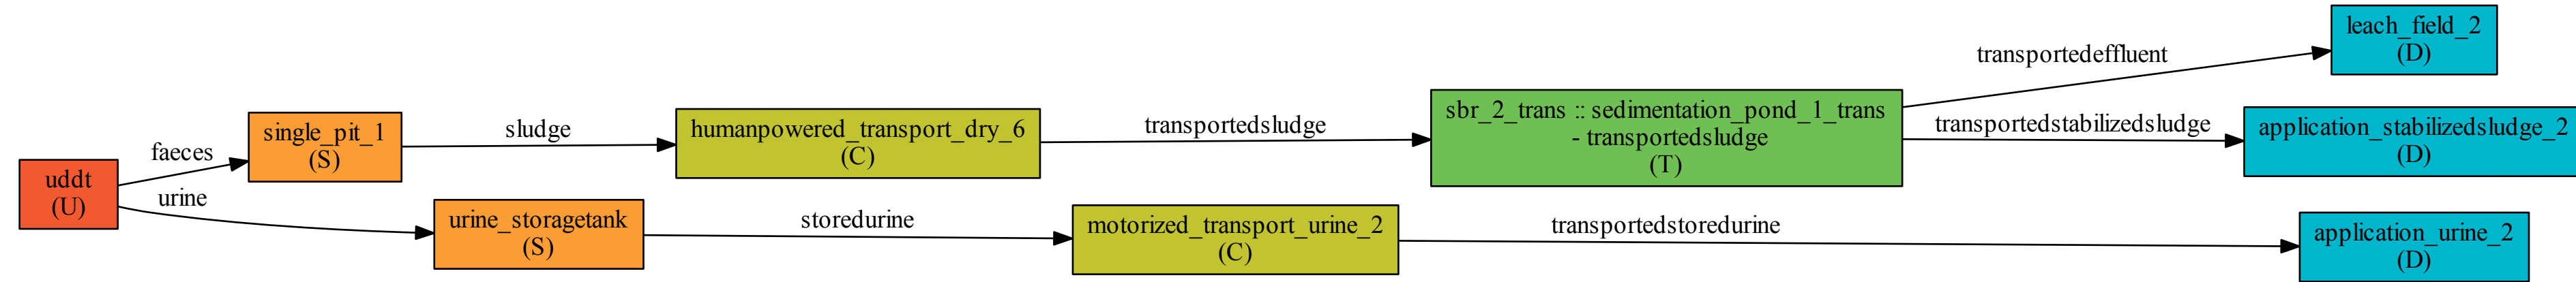 uddt
(U)
faeces
urine
single_pit_1
(S)
urine_storagetank
(S)
sludge
storedurine
humanpowered_transport_dry_6
(C)
motorized_transport_urine_2
(C)
transportedsludge
transportedstoredurine
sbr_2_trans :: sedimentation_pond_1_trans
- transportedsludge
(T)
transportedeffluent
transportedstabilizedsludge
leach_field_2
(D)
application_stabilizedsludge_2
(D)
application_urine_2
(D)